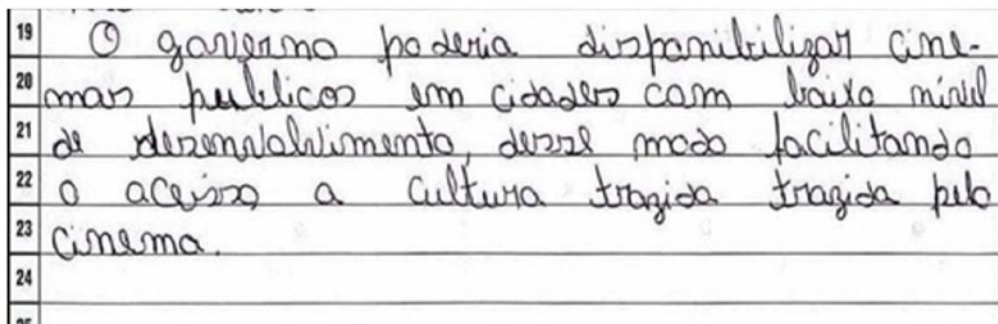 19 O governo poderia disponibilizar cine-
20 mas publicos em cidades com baixo nivel
21 de desenvolvimento, desse modo facilitando
22 o acesso a cultura trazida trazida pelo
23 cinema.
24